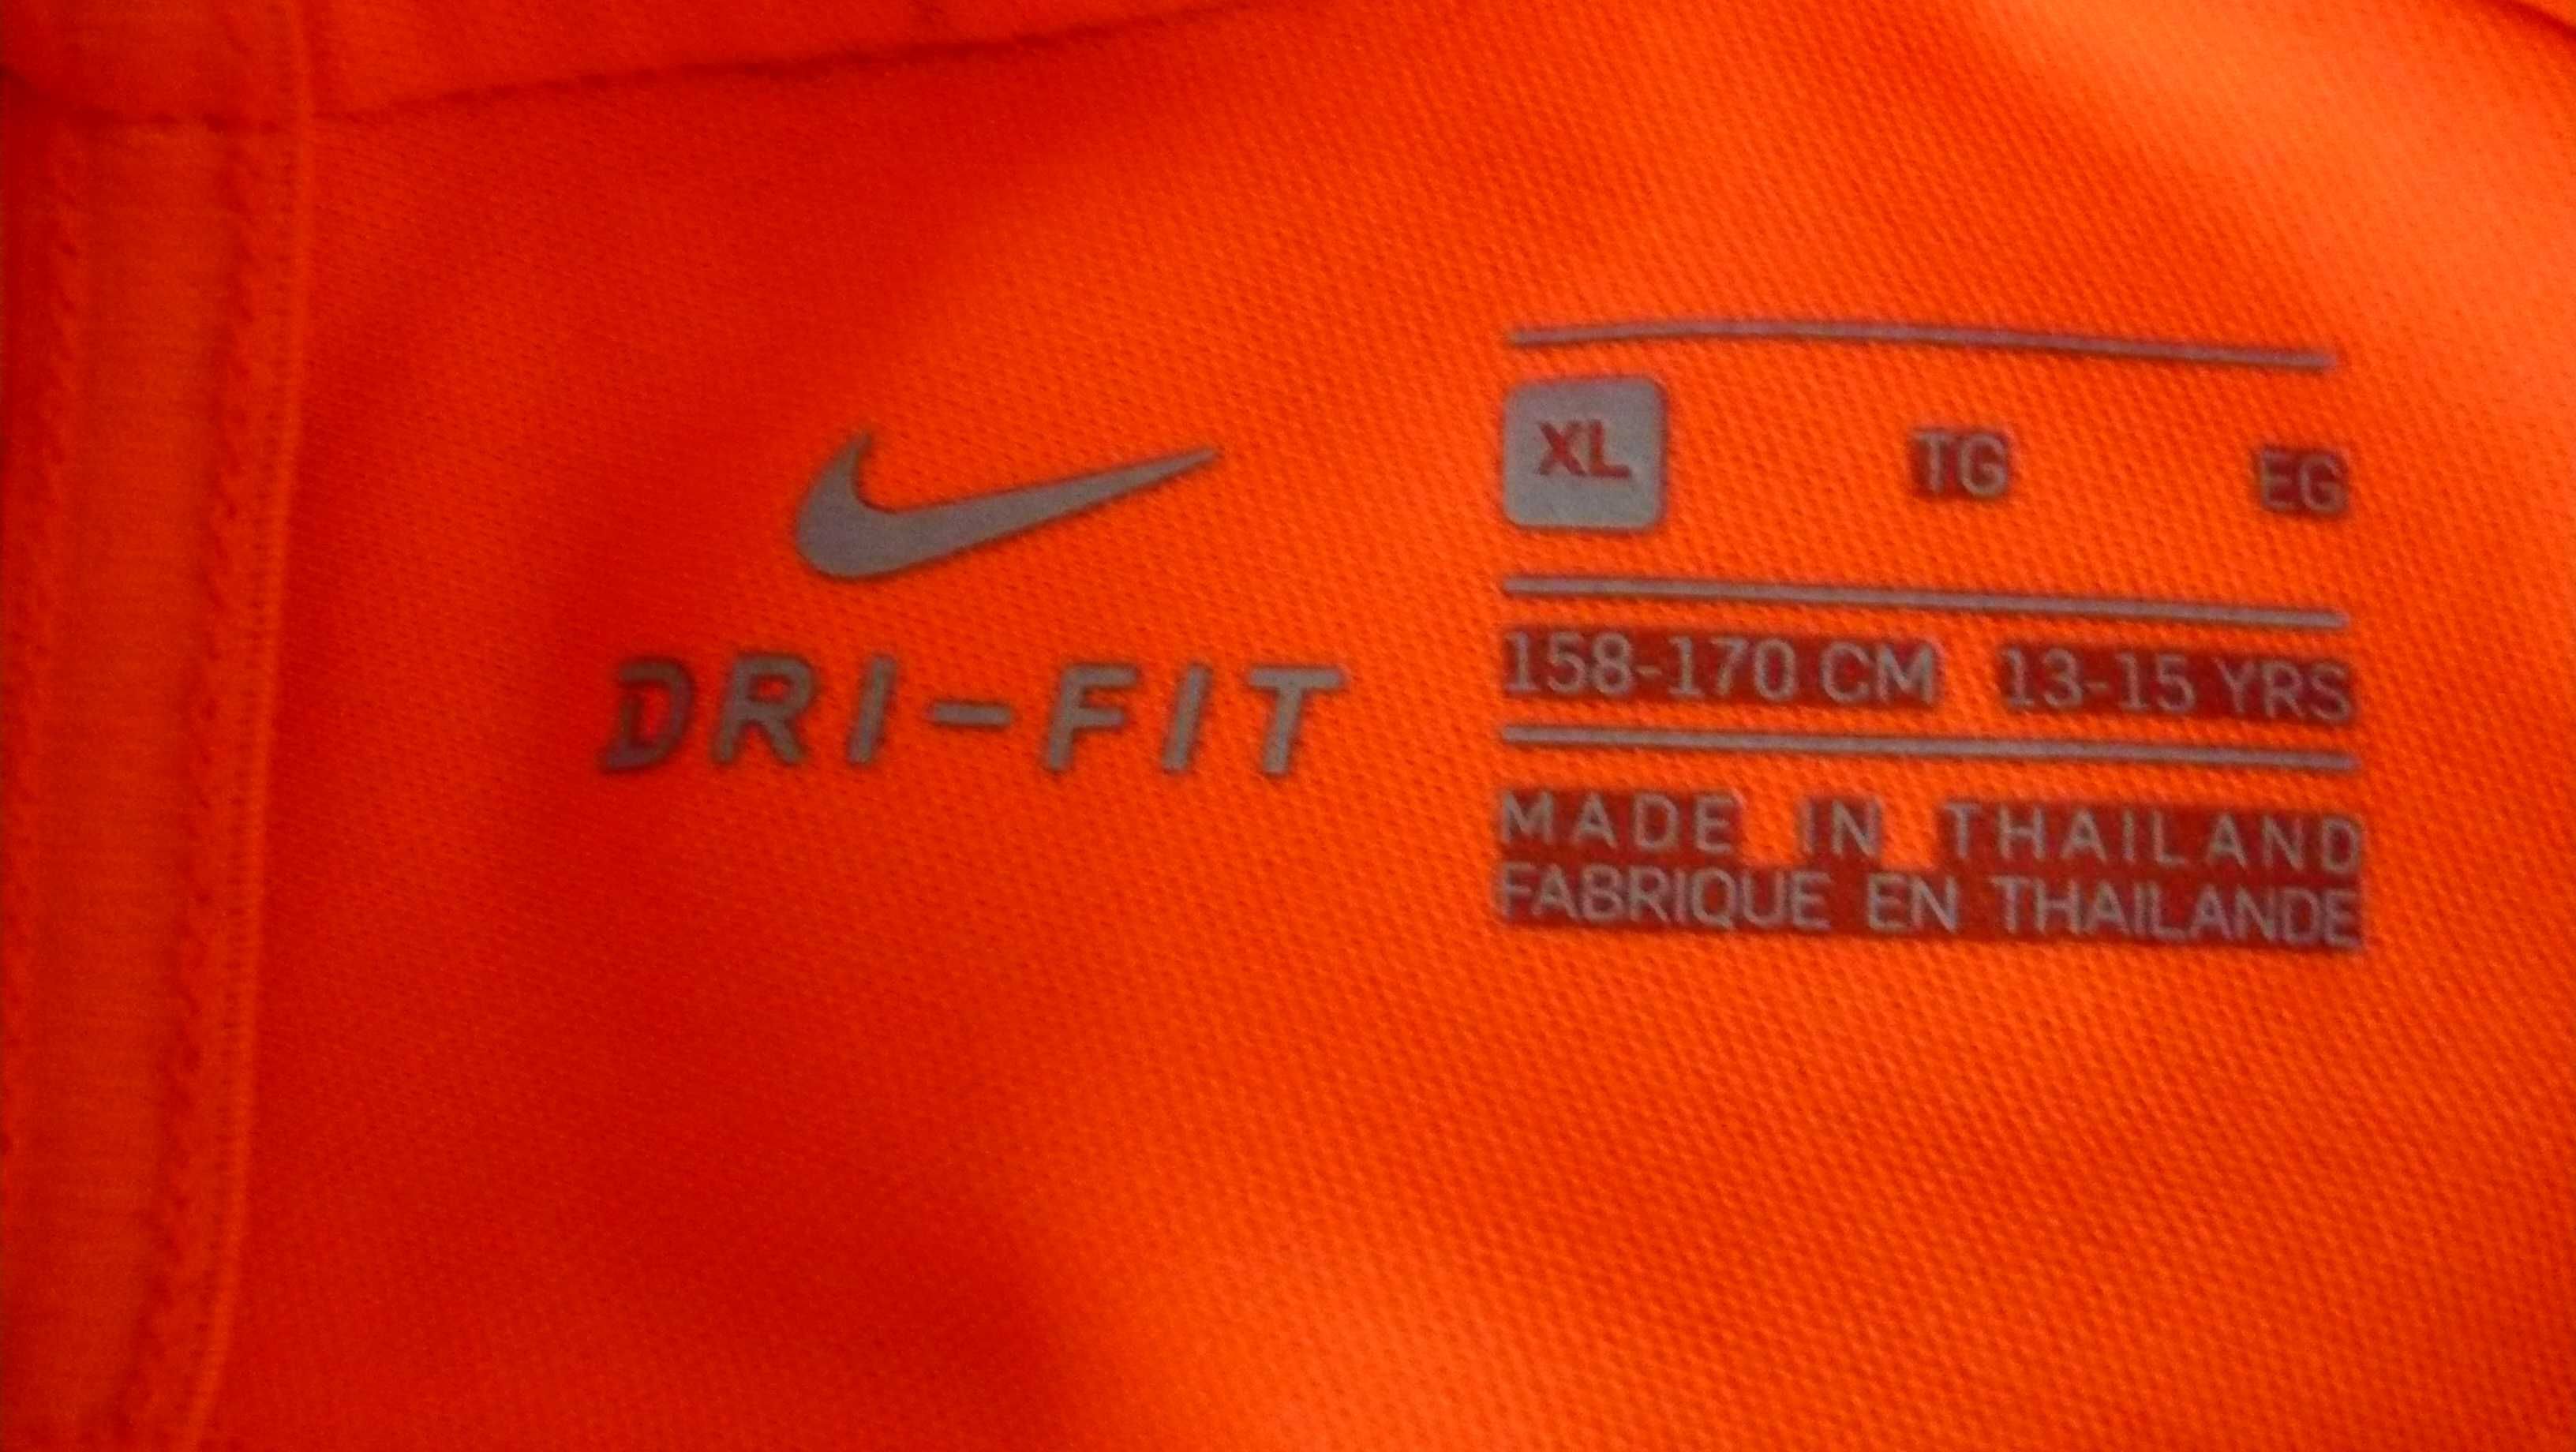 DRI-FIT
XL TG EG
158-170 CM 13-15 YRS
MADE IN THAILAND
FABRIQUE EN THAILANDE